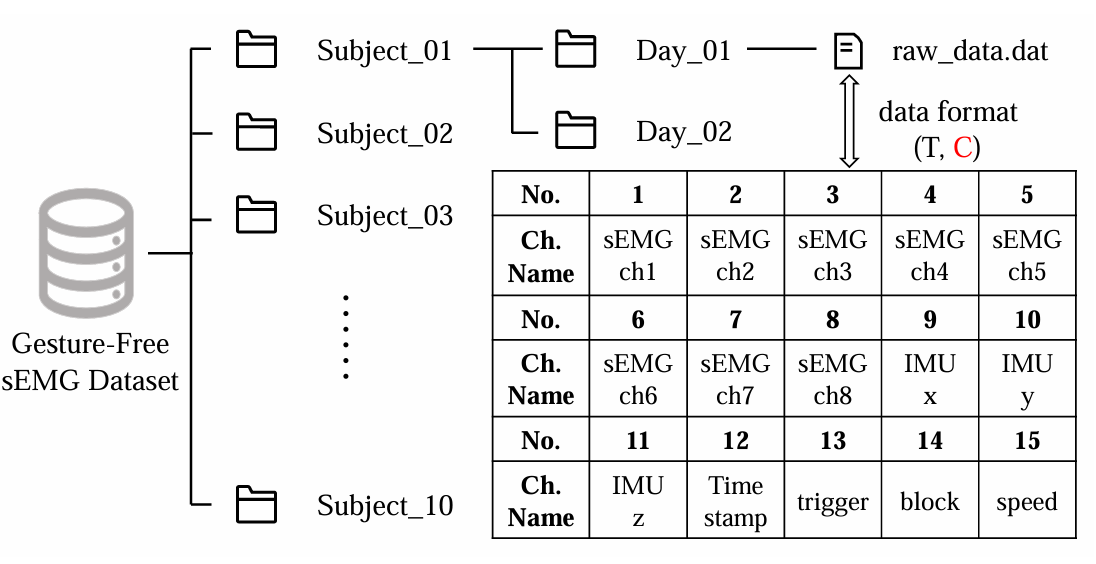 Subject_01
Day_01
raw_data.dat
Subject_02
Day_02
data format
(T, C)
Subject_03
Subject_10
Gesture-Free
sEMG Dataset
No. 1 2 3 4 5
Ch. Name sEMG ch1 sEMG ch2 sEMG ch3 sEMG ch4 sEMG ch5
No. 6 7 8 9 10
Ch. Name sEMG ch6 sEMG ch7 sEMG ch8 IMU x IMU y
No. 11 12 13 14 15
Ch. Name IMU z Time stamp trigger block speed